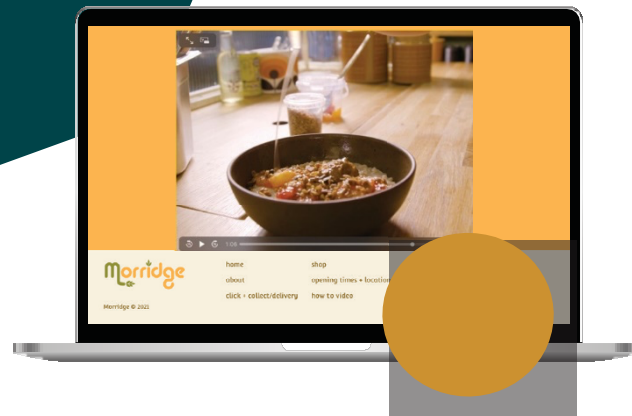 1:08
Morridge
home
about
click + collect/delivery
shop
opening times + location
how to video
Morridge © 2021